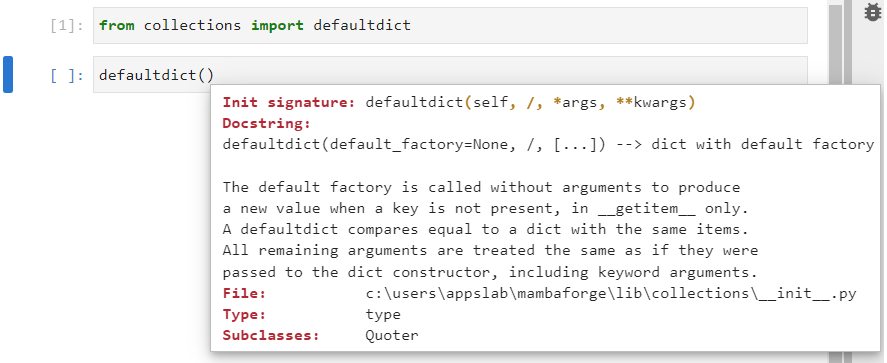 [1]: from collections import defaultdict
[ ]: defaultdict()
Init signature: defaultdict(self, /, *args, **kwargs)
Docstring:
defaultdict(default_factory=None, /, [...]) --> dict with default factory
The default factory is called without arguments to produce
a new value when a key is not present, in __getitem__ only.
A defaultdict compares equal to a dict with the same items.
All remaining arguments are treated the same as if they were
passed to the dict constructor, including keyword arguments.
File: c:\users\appslab\mambaforge\lib\collections\__init__.py
Type: type
Subclasses: Quoter